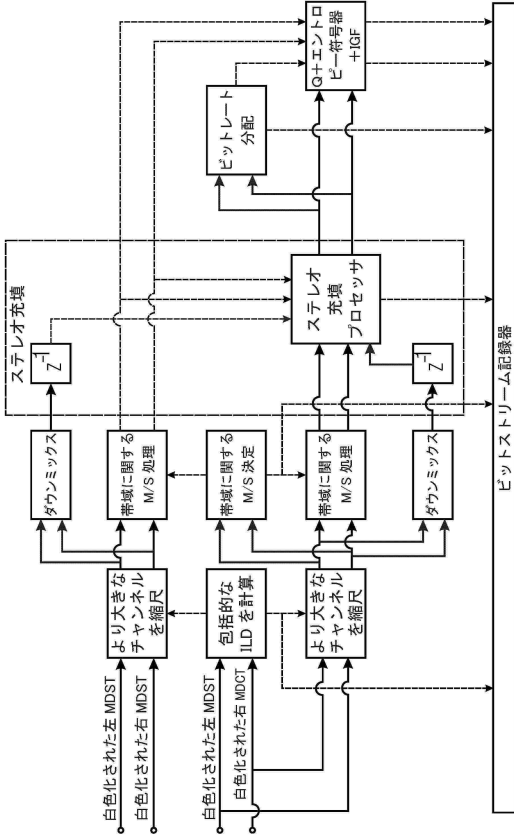 白色化された左 MDST
白色化された右 MDST
白色化された左 MDST
白色化された右 MDCT
より大きな
チャンネル
を縮尺
包括的な
ILD を計算
より大きな
チャンネル
を縮尺
ダウンミックス
帯域に関する
M/S 処理
帯域に関する
M/S 決定
帯域に関する
M/S 処理
ダウンミックス
ステレオ充填
Z-1
ステレオ
充填
プロセッサ
Z-1
ビットレート
分配
Q+エントロ
ピー符号器
+IGF
ビットストリーム記録器